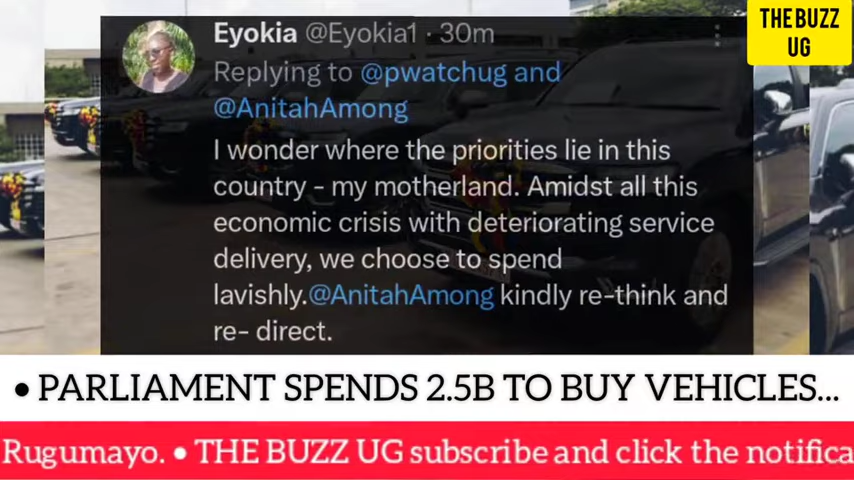 THE BUZZ
UG
Eyokia @Eyokia1 · 30m
Replying to @pwatchug and
@AnitahAmong
I wonder where the priorities lie in this
country - my motherland. Amidst all this
economic crisis with deteriorating service
delivery, we choose to spend
lavishly.@AnitahAmong kindly re-think and
re- direct.
• PARLIAMENT SPENDS 2.5B TO BUY VEHICLES...
Rugumayo. • THE BUZZ UG subscribe and click the notifica